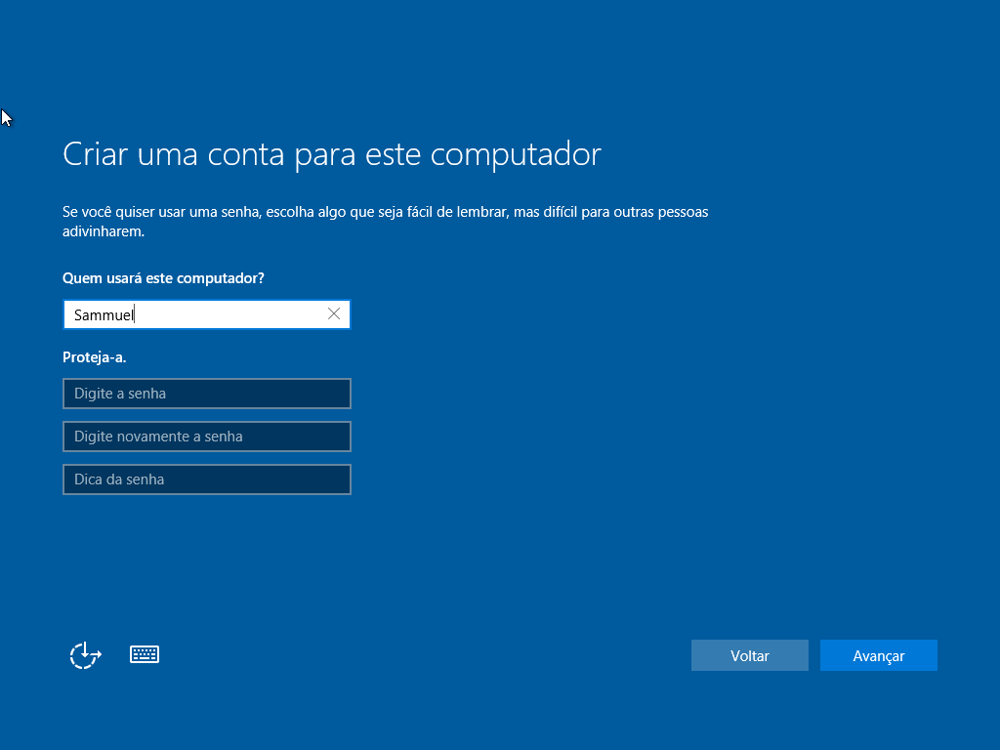 Criar uma conta para este computador
Se você quiser usar uma senha, escolha algo que seja fácil de lembrar, mas difícil para outras pessoas
adivinharem.
Quem usará este computador?
Sammuel
Proteja-a.
Digite a senha
Digite novamente a senha
Dica da senha
Voltar
Avançar